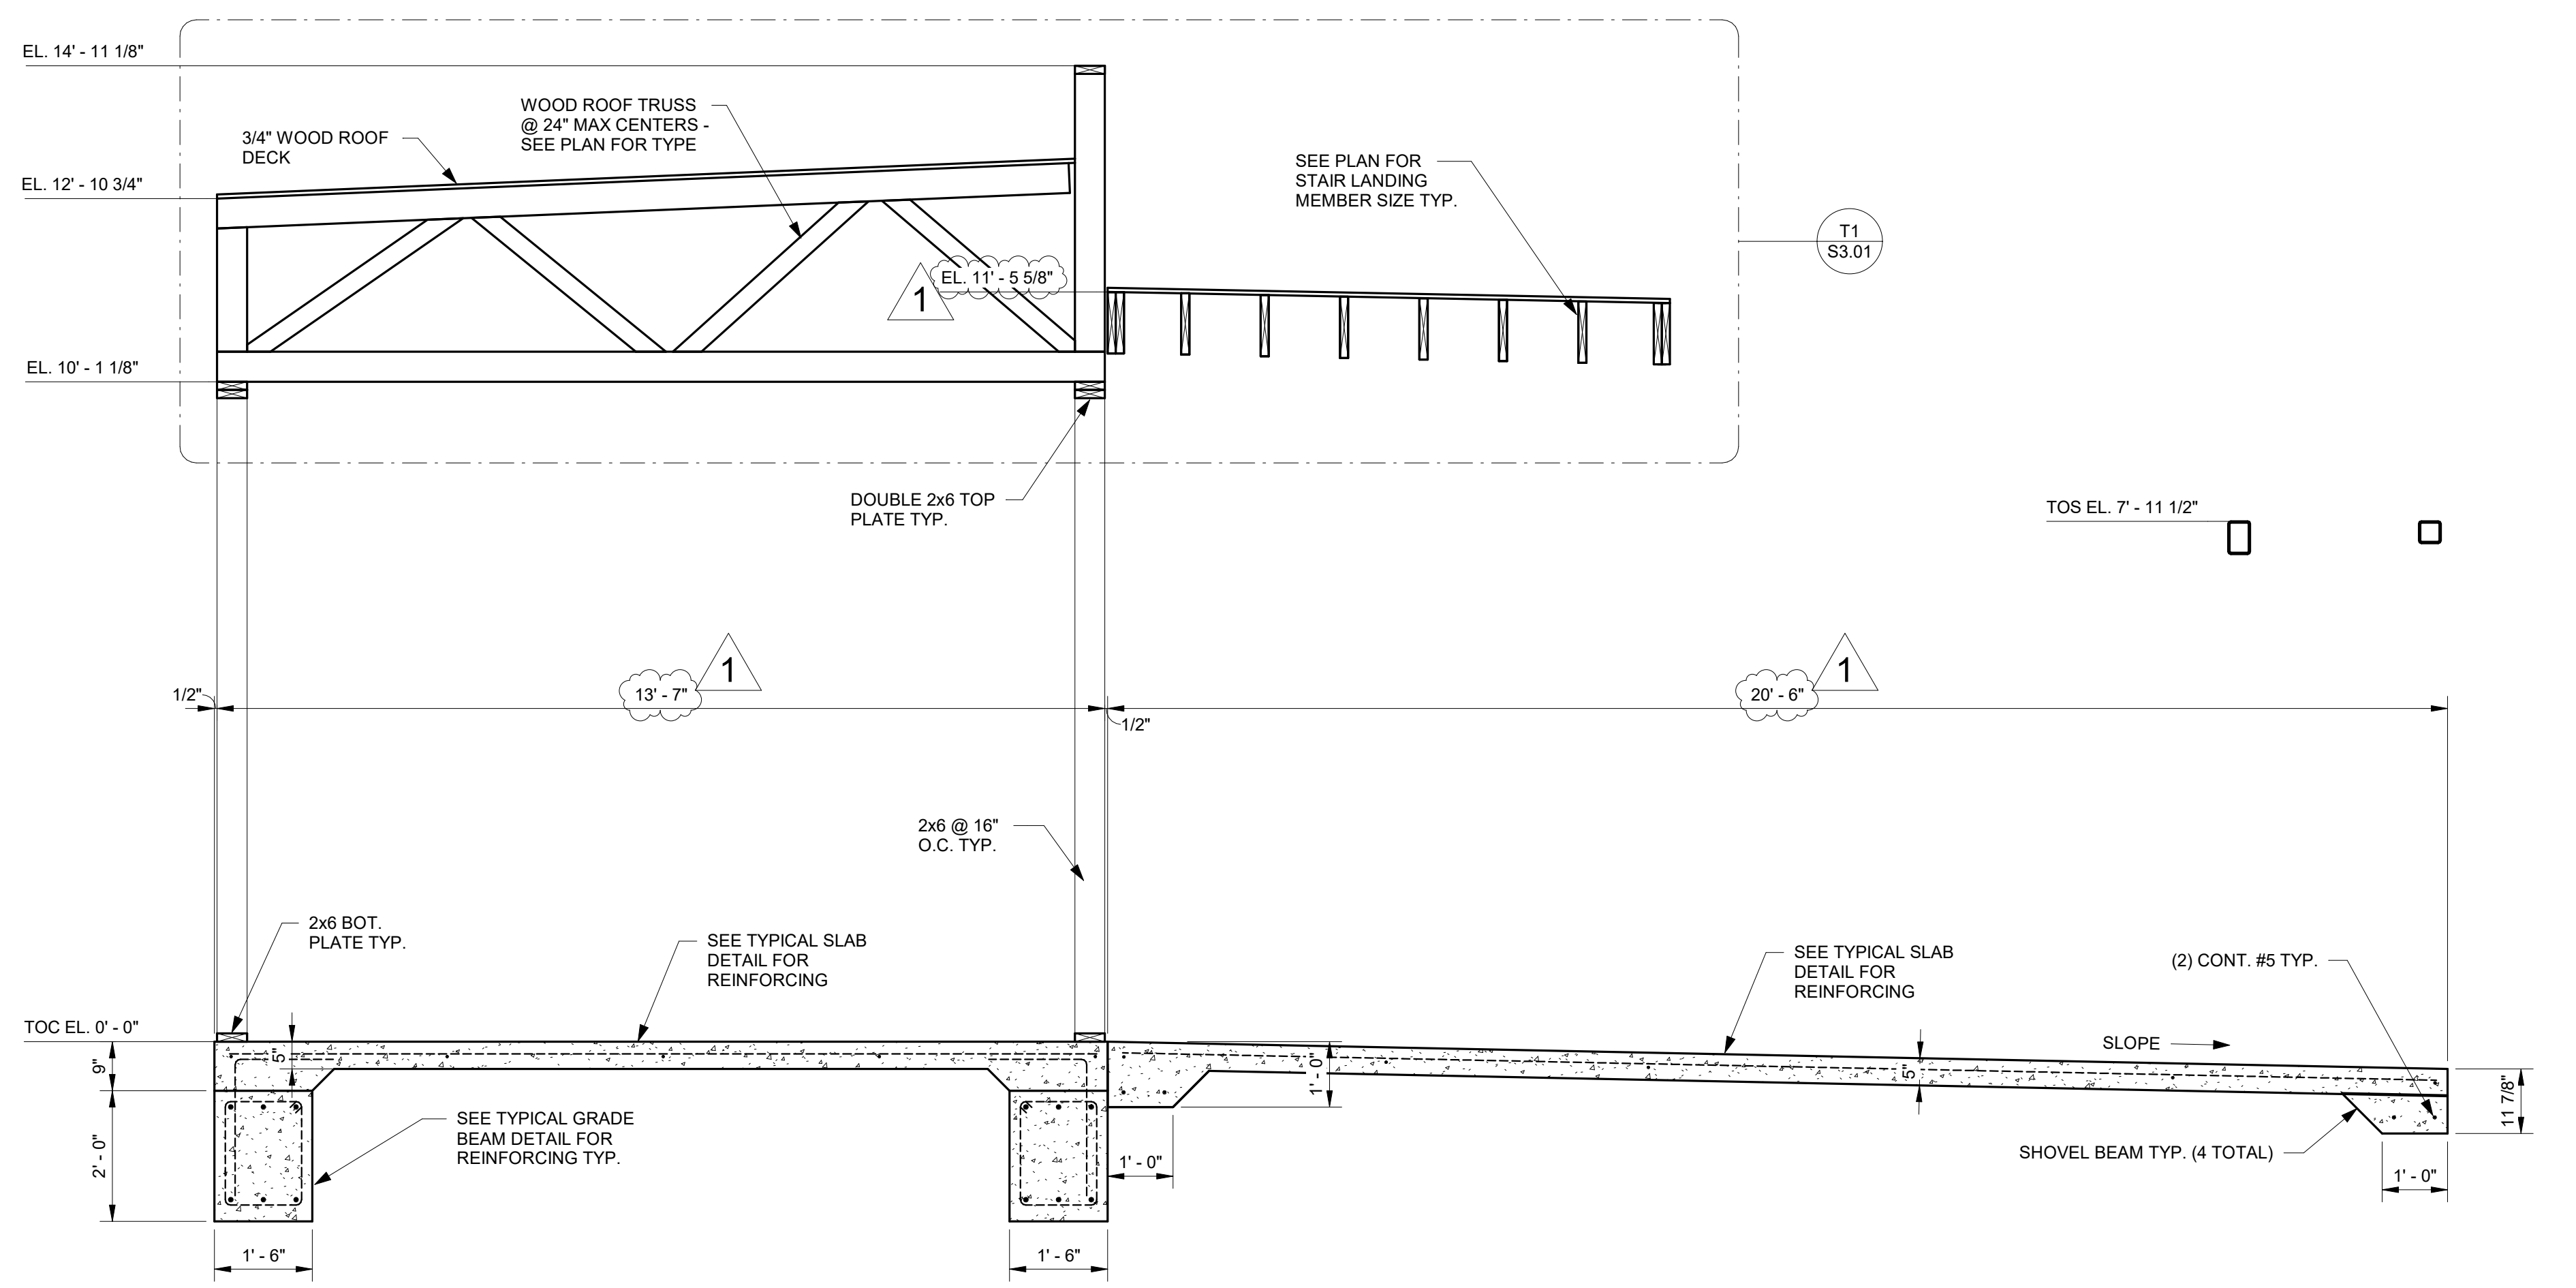 EL. 14' - 11 1/8"
WOOD ROOF TRUSS
@ 24" MAX CENTERS -
SEE PLAN FOR TYPE
3/4" WOOD ROOF
DECK
SEE PLAN FOR
STAIR LANDING
MEMBER SIZE TYP.
EL. 12' - 10 3/4"
T1
S3.01
EL. 11' - 5 5/8"
1
EL. 10' - 1 1/8"
DOUBLE 2x6 TOP
PLATE TYP.
TOS EL. 7' - 11 1/2"
1
1
1/2"
13' - 7"
20' - 6"
1/2"
2x6 @ 16"
O.C. TYP.
2x6 BOT.
PLATE TYP.
SEE TYPICAL SLAB
DETAIL FOR
REINFORCING
SEE TYPICAL SLAB
DETAIL FOR
REINFORCING
(2) CONT. #5 TYP.
TOC EL. 0' - 0"
SLOPE
9"
5"
1' - 0"
5"
11 7/8"
2' - 0"
SEE TYPICAL GRADE
BEAM DETAIL FOR
REINFORCING TYP.
SHOVEL BEAM TYP. (4 TOTAL)
1' - 0"
1' - 0"
1' - 6"
1' - 6"